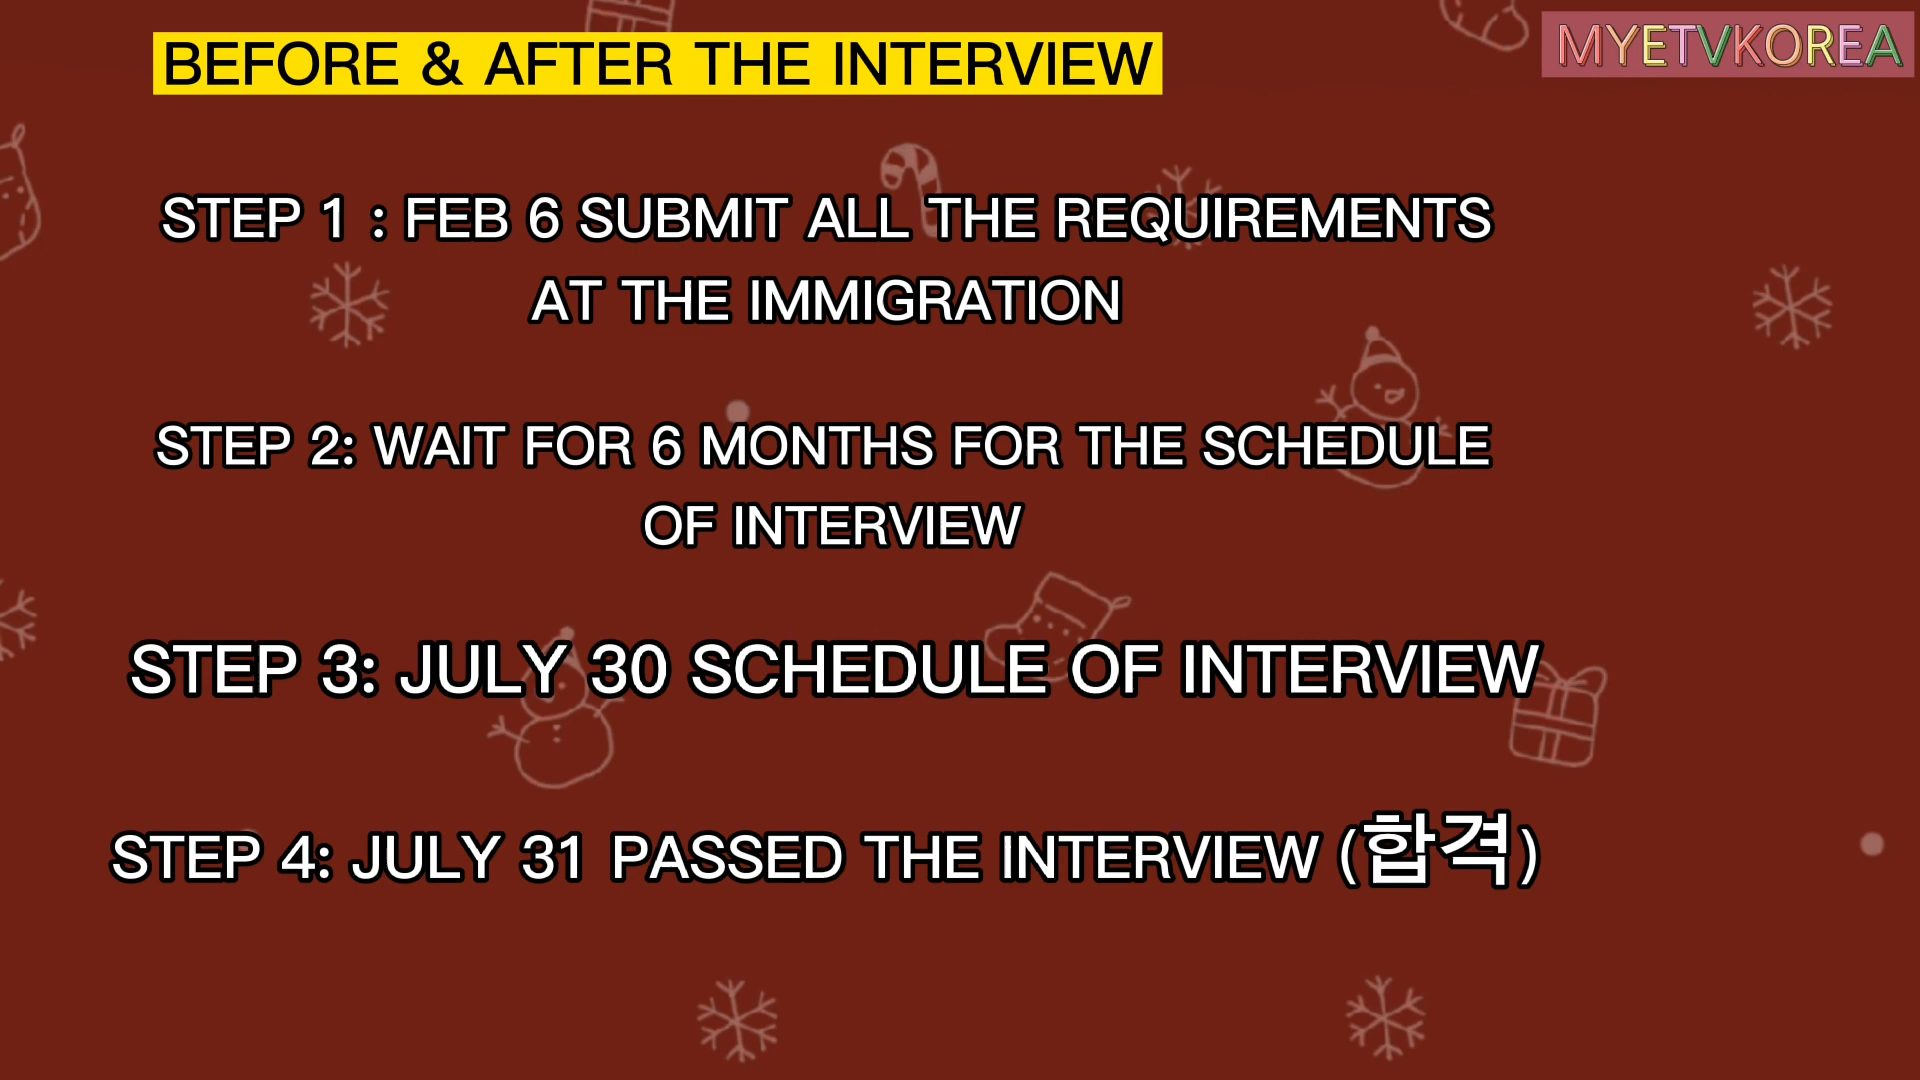 BEFORE & AFTER THE INTERVIEW
MYETVKOREA
STEP 1 : FEB 6 SUBMIT ALL THE REQUIREMENTS
AT THE IMMIGRATION
STEP 2: WAIT FOR 6 MONTHS FOR THE SCHEDULE
OF INTERVIEW
STEP 3: JULY 30 SCHEDULE OF INTERVIEW
STEP 4: JULY 31 PASSED THE INTERVIEW (합격)